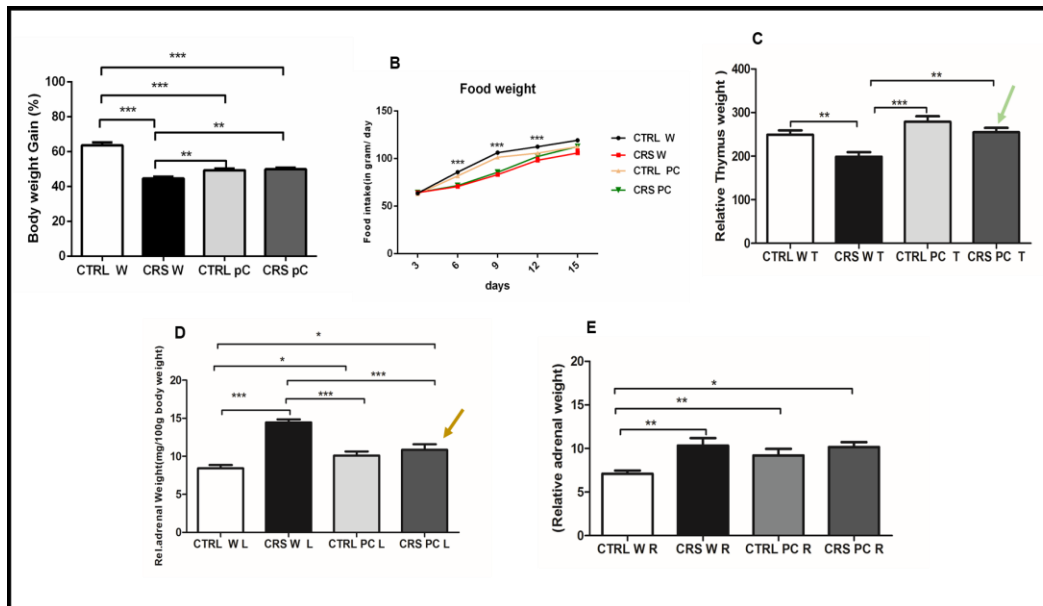 ***
***
***
**
**
Body weight Gain (%)
100
80
60
40
20
0
CTRL W
CRS W
CTRL pC
CRS pC
B
Food weight
Food intake(in gram/ day
150
100
50
0
***
***
***
3
6
9
12
15
days
CTRL W
CRS W
CTRL PC
CRS PC
C
Relative Thymus weight )
400
300
200
100
0
**
**
***
CTRL W T
CRS W T
CTRL PC T
CRS PC T
D
Rel.adrenal Weight(mg/100g body weight)
20
15
10
5
0
*
*
***
***
***
CTRL W L
CRS W L
CTRL PC L
CRS PC L
E
(Relative adrenal weight)
20
15
10
5
0
*
**
**
CTRL W R
CRS W R
CTRL PC R
CRS PC R